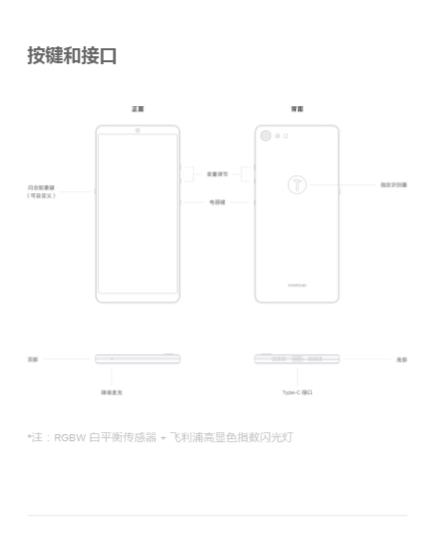 按键和接口
正面
背面
闪念胶囊键
(可自定义)
音量调节
电源键
指纹识别键
顶部
底部
降噪麦克
Type-C 接口
*注：RGBW 白平衡传感器 + 飞利浦高显色指数闪光灯